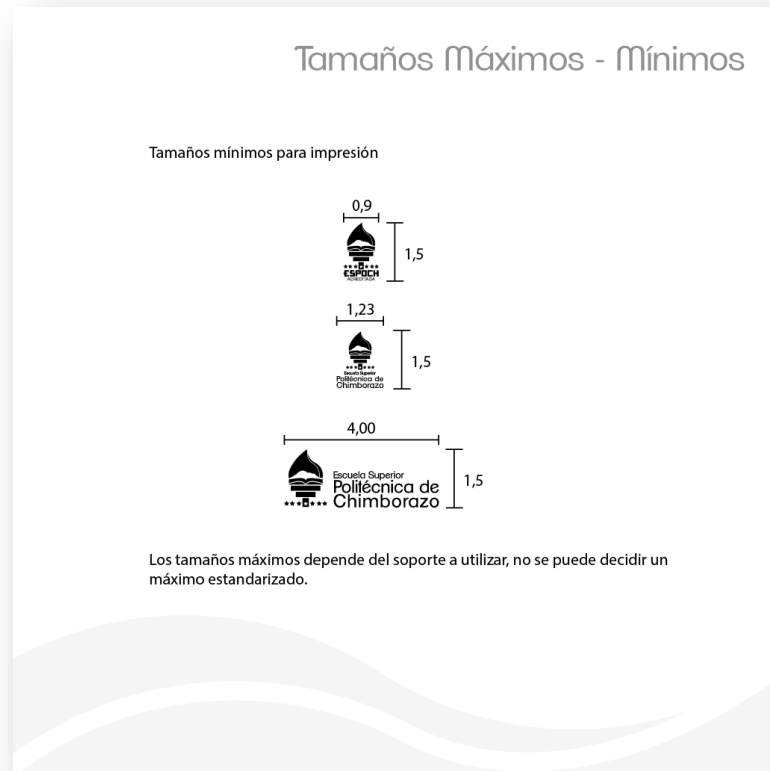 Tamaños Máximos - Mínimos
Tamaños mínimos para impresión
0,9
1,5
ESPOCH
ACREDITADA
1,23
1,5
Escuela Superior
Politécnica de
Chimborazo
4,00
1,5
Escuela Superior
Politécnica de
Chimborazo
Los tamaños máximos depende del soporte a utilizar, no se puede decidir un
máximo estandarizado.